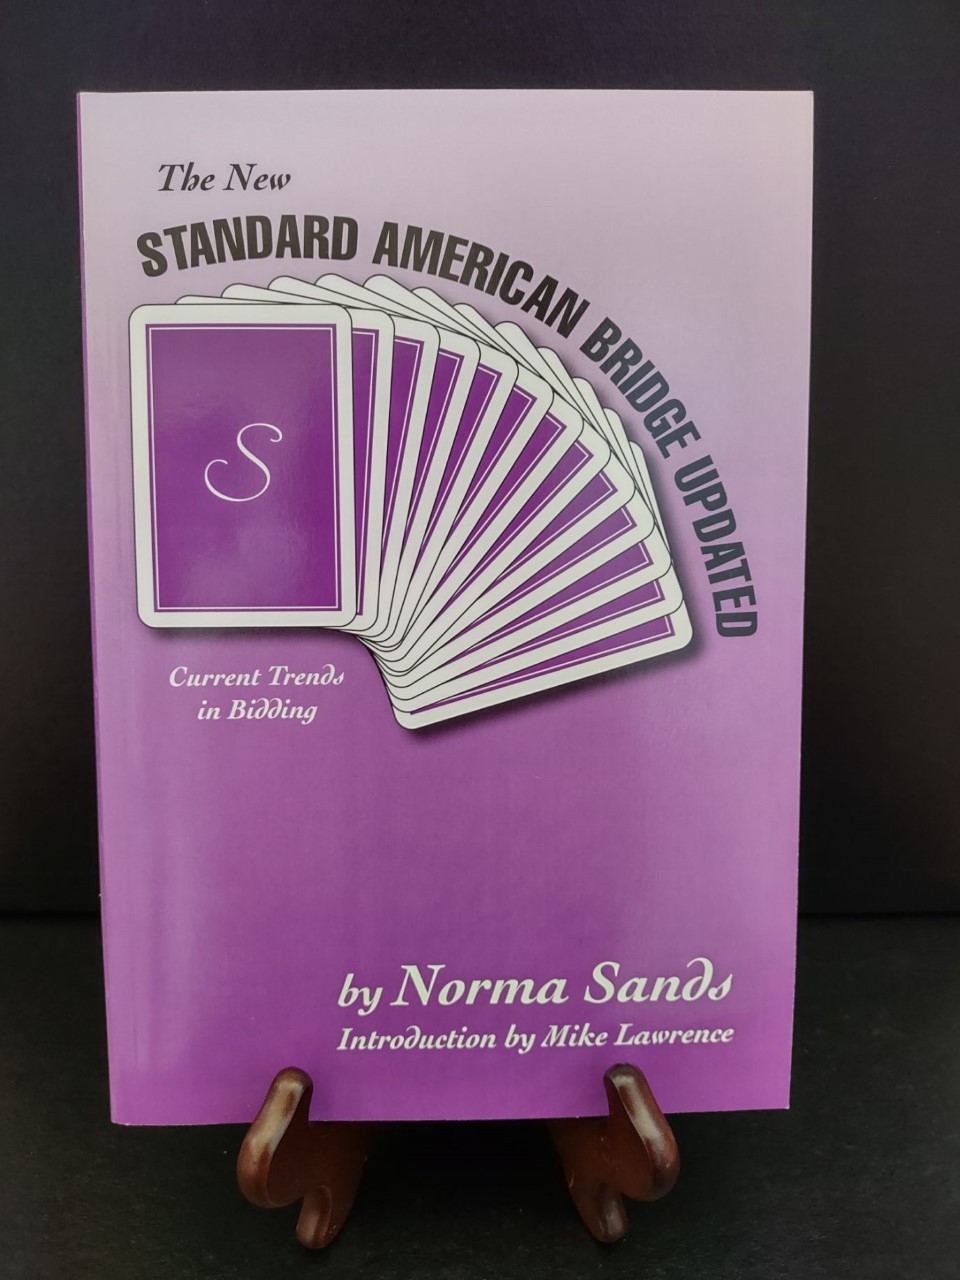 The New
STANDARD AMERICAN BRIDGE UPDATED
S
Current Trends
in Bidding
by Norma Sands
Introduction by Mike Lawrence